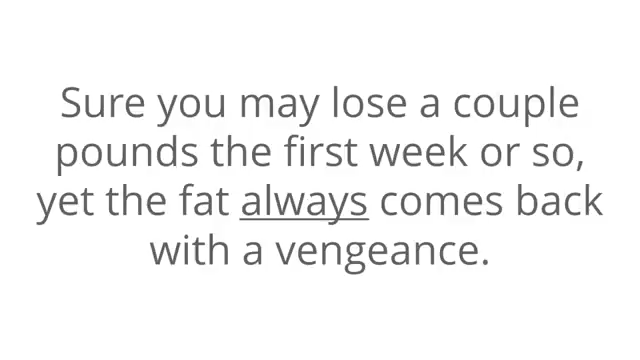 Sure you may lose a couple
pounds the first week or so,
yet the fat always comes back
with a vengeance.